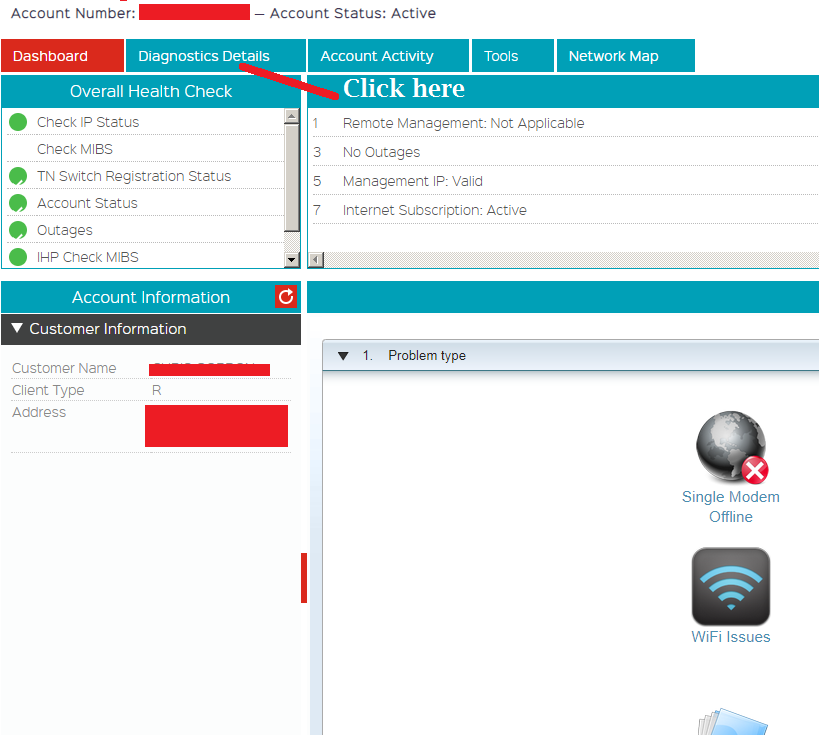 Account Number: — Account Status: Active
Dashboard
Diagnostics Details
Account Activity
Tools
Network Map
Overall Health Check
Click here
Check IP Status
Check MIBS
TN Switch Registration Status
Account Status
Outages
IHP Check MIBS
1 Remote Management: Not Applicable
3 No Outages
5 Management IP: Valid
7 Internet Subscription: Active
Account Information
Customer Information
Customer Name
Client Type R
Address
1. Problem type
Single Modem
Offline
WiFi Issues